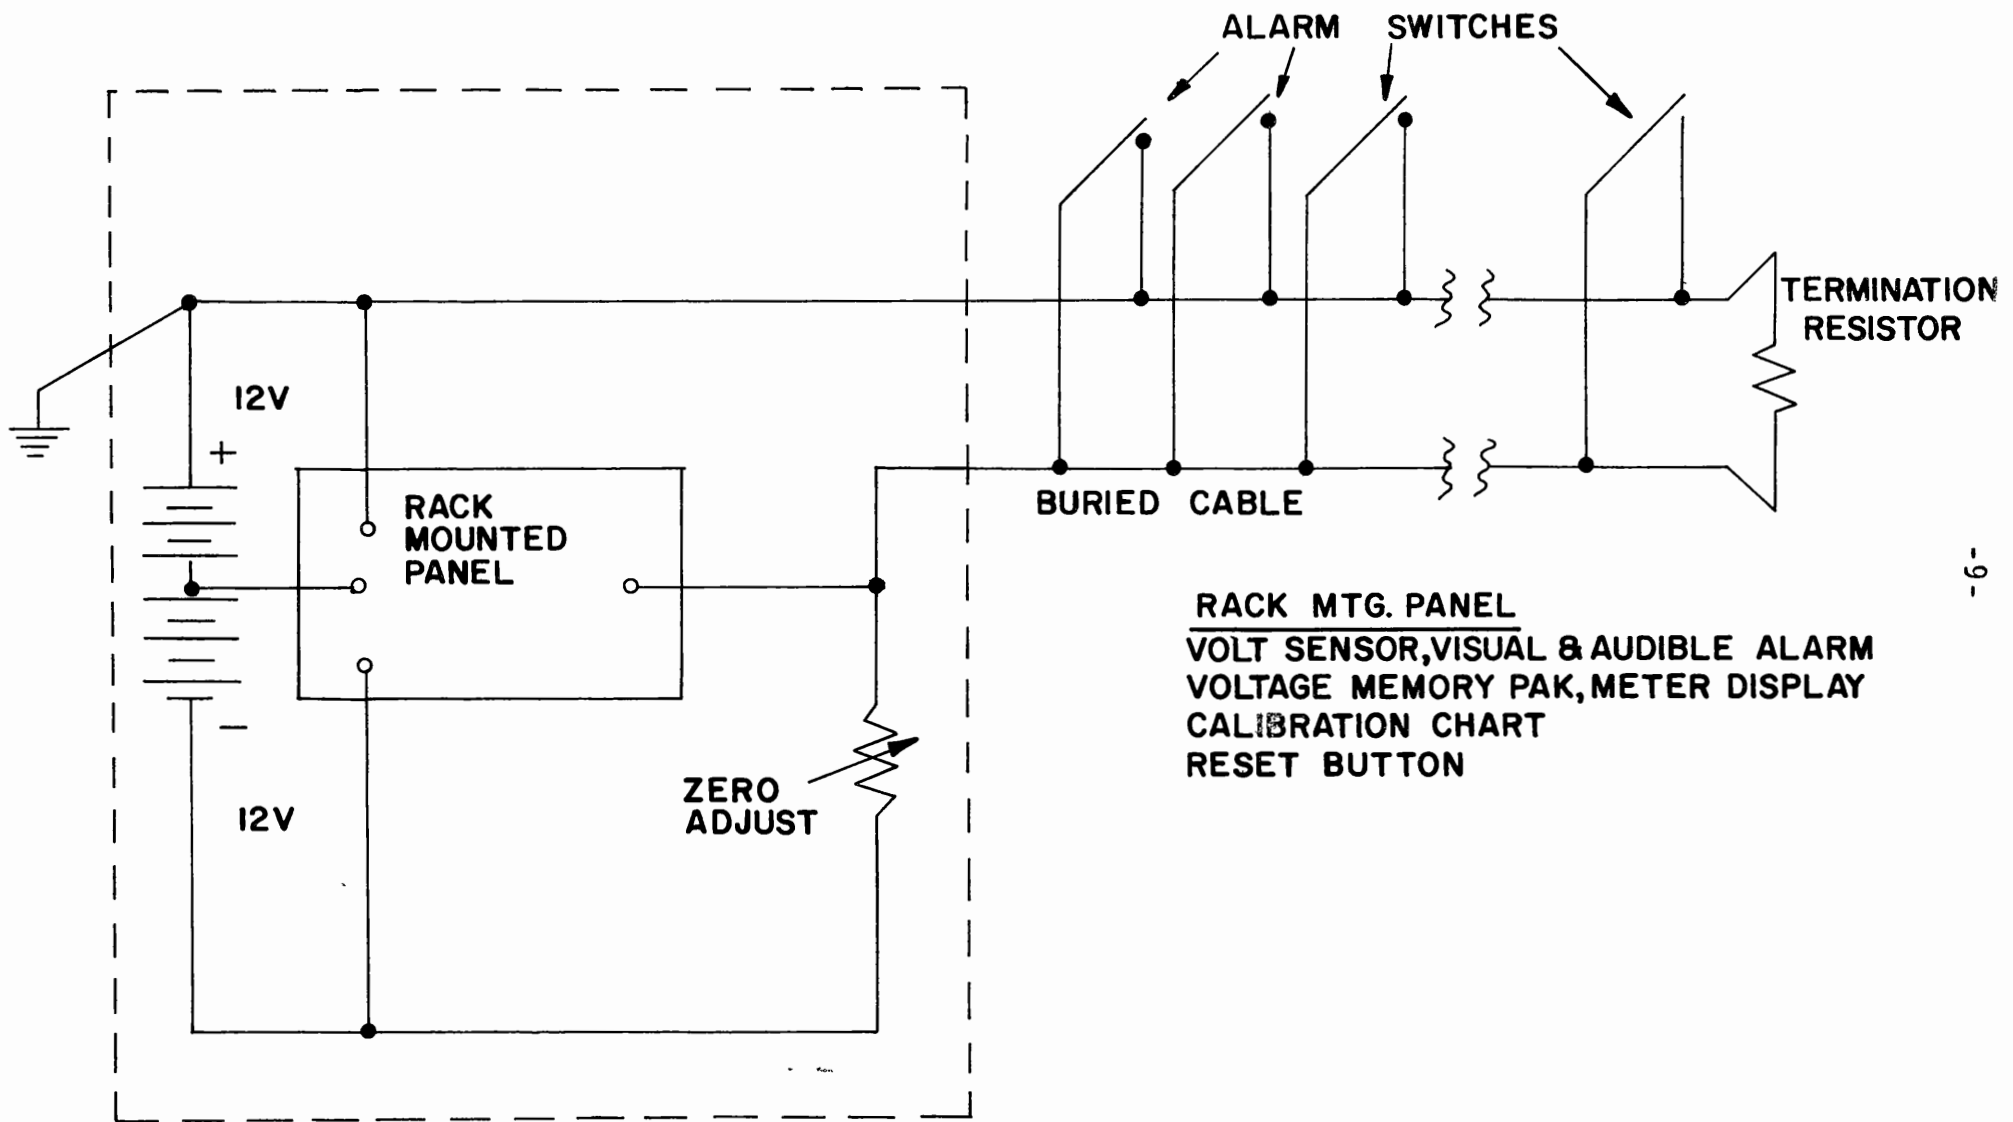 ALARM SWITCHES
12V
+
RACK
MOUNTED
PANEL
−
12V
ZERO
ADJUST
BURIED CABLE
TERMINATION
RESISTOR
RACK MTG. PANEL
VOLT SENSOR, VISUAL & AUDIBLE ALARM
VOLTAGE MEMORY PAK, METER DISPLAY
CALIBRATION CHART
RESET BUTTON
-6-